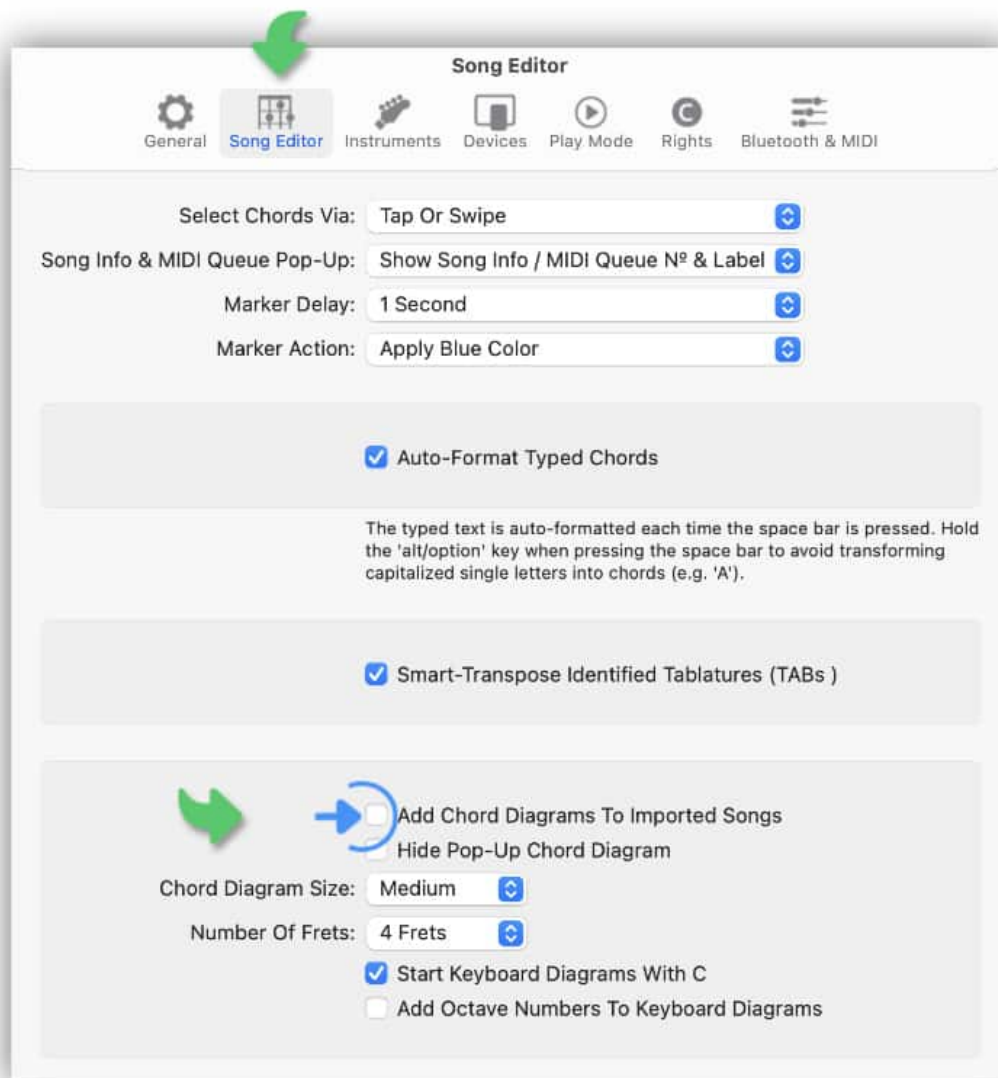 Song Editor
General Song Editor Instruments Devices Play Mode Rights Bluetooth & MIDI
Select Chords Via: Tap Or Swipe
Song Info & MIDI Queue Pop-Up: Show Song Info / MIDI Queue Nº & Label
Marker Delay: 1 Second
Marker Action: Apply Blue Color
Auto-Format Typed Chords
The typed text is auto-formatted each time the space bar is pressed. Hold
the 'alt/option' key when pressing the space bar to avoid transforming
capitalized single letters into chords (e.g. 'A').
Smart-Transpose Identified Tablatures (TABs )
Add Chord Diagrams To Imported Songs
Hide Pop-Up Chord Diagram
Chord Diagram Size: Medium
Number Of Frets: 4 Frets
Start Keyboard Diagrams With C
Add Octave Numbers To Keyboard Diagrams